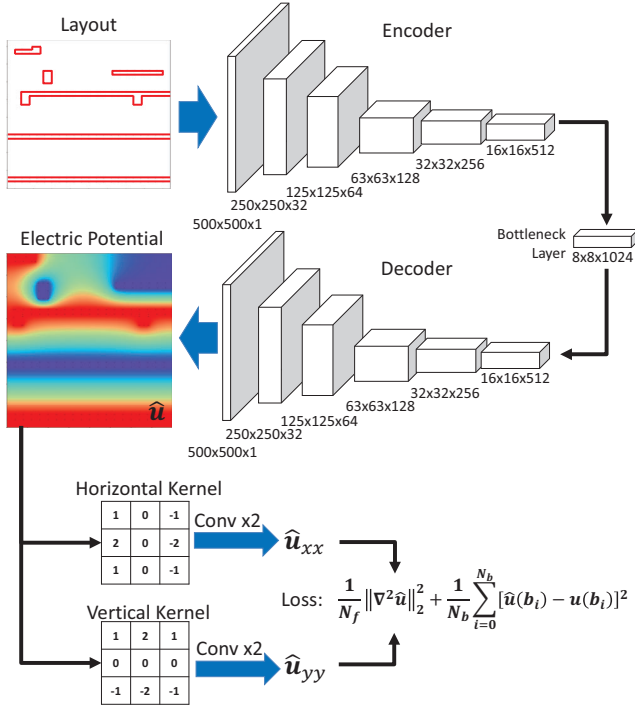 Layout
Encoder
500x500x1
250x250x32
125x125x64
63x63x128
32x32x256
16x16x512
Bottleneck
Layer
8x8x1024
Electric Potential
Decoder
û
500x500x1
250x250x32
125x125x64
63x63x128
32x32x256
16x16x512
Horizontal Kernel
1 0 -1
2 0 -2
1 0 -1
Conv x2
û_xx
Loss: 1/N_f ‖∇²û‖₂² + 1/N_b ∑_{i=0}^{N_b} [û(b_i) − u(b_i)]²
Vertical Kernel
1 2 1
0 0 0
-1 -2 -1
Conv x2
û_yy